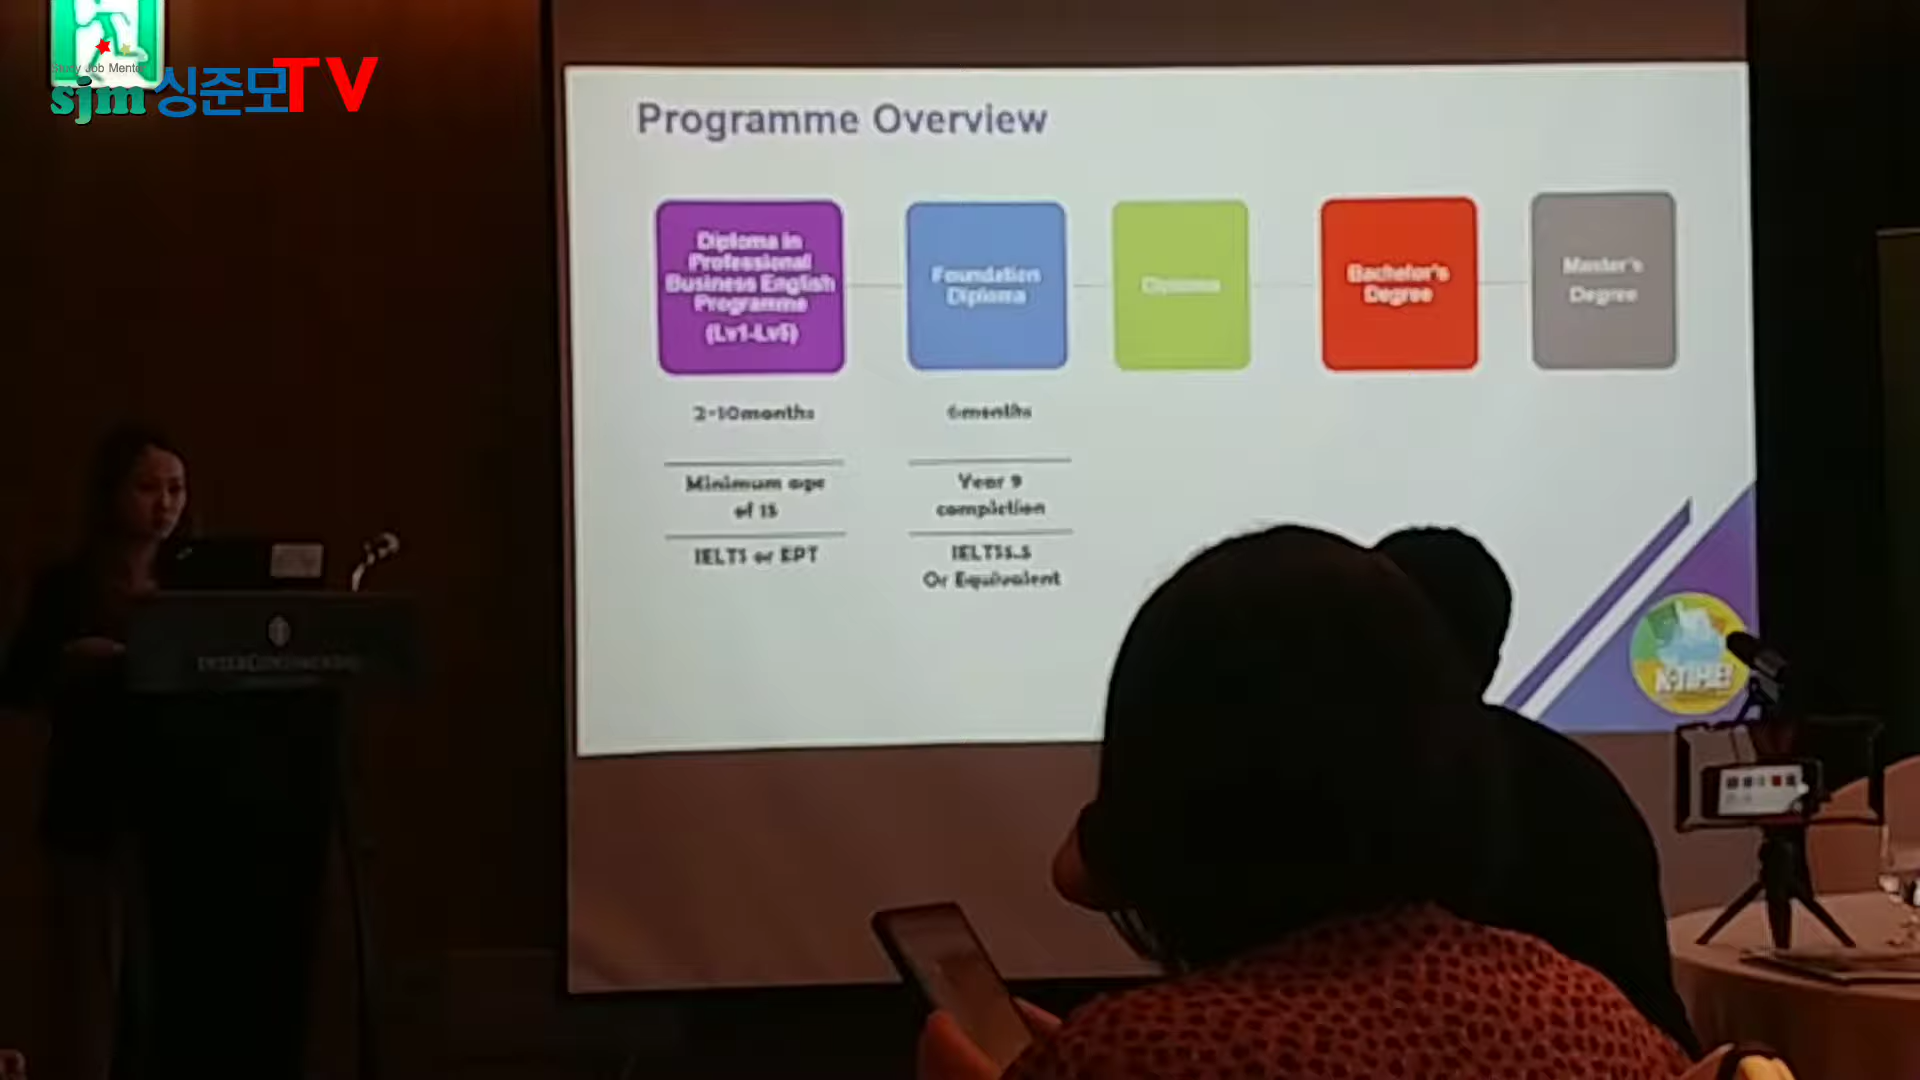 Study Job Mentor
sjm 싱준모TV
Programme Overview
Diploma in
Professional
Business English
Programme
(Lv1-Lv5)
Foundation
Diploma
Diploma
Bachelor's
Degree
Master's
Degree
2-10months
6months
Minimum age
of 15
Year 9
completion
IELTS or EPT
IELTS5.5
Or Equivalent
INTERCONTINENTAL